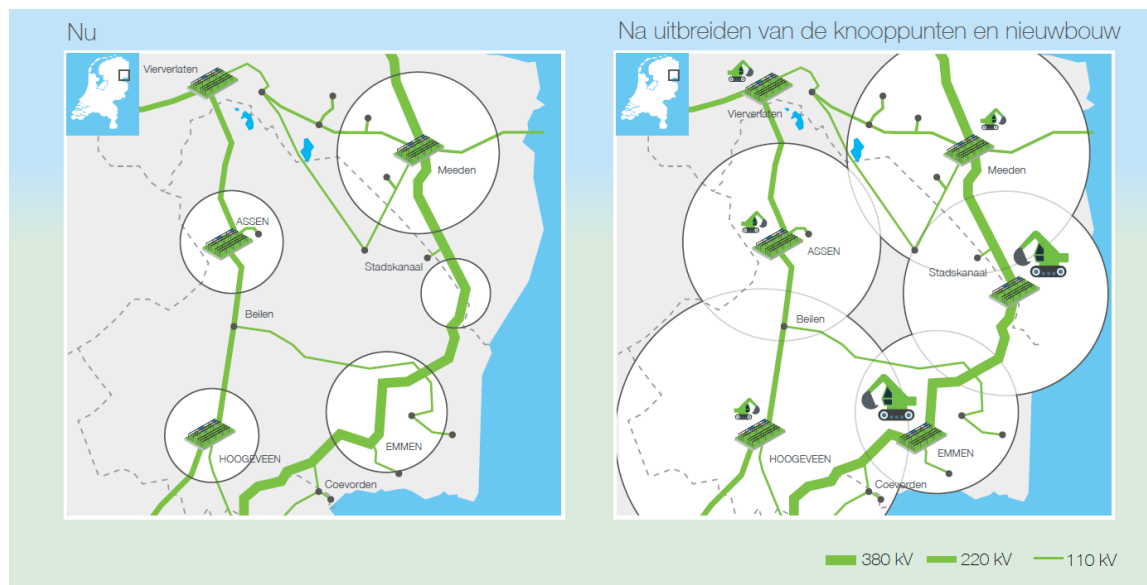 Nu
Vierverlaten
Meeden
ASSEN
Stadskanaal
Beilen
EMMEN
HOOGEVEEN
Coevorden
Na uitbreiden van de knooppunten en nieuwbouw
Vierverlaten
Meeden
ASSEN
Stadskanaal
Beilen
HOOGEVEEN
EMMEN
Coevorden
380 kV 220 kV 110 kV